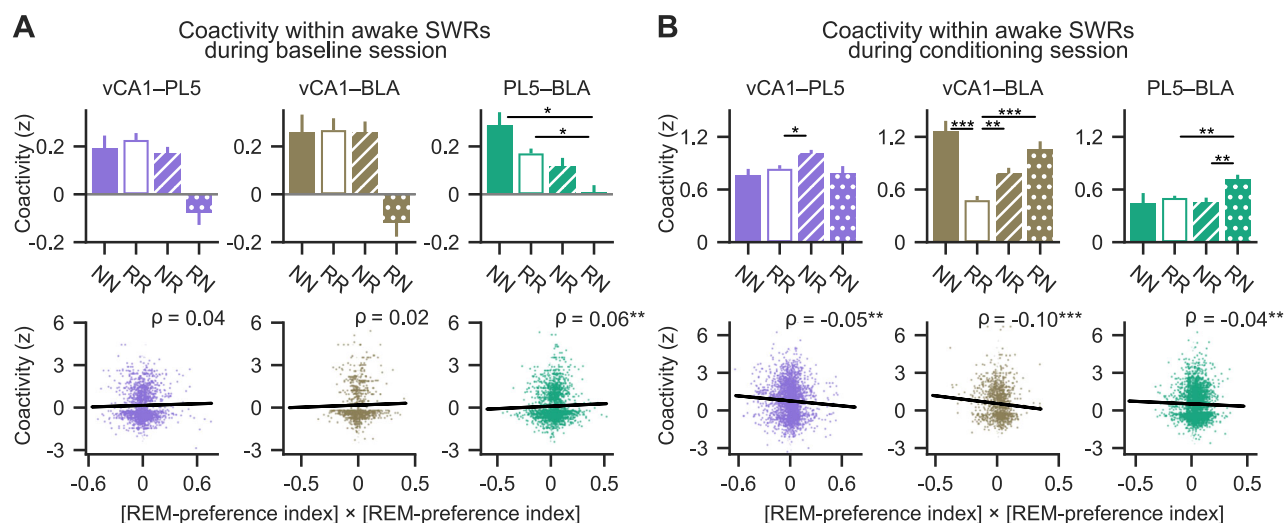 A
Coactivity within awake SWRs
during baseline session
vCA1–PL5
vCA1–BLA
PL5–BLA
Coactivity (z)
0.2
0
-0.2
NN
RR
NR
RN
0.2
0
-0.2
NN
RR
NR
RN
*
*
0.2
0
-0.2
NN
RR
NR
RN
Coactivity (z)
ρ = 0.04
6
3
0
-3
-0.6
0
0.6
ρ = 0.02
6
3
0
-3
-0.5
0
0.5
ρ = 0.06**
6
3
0
-3
-0.5
0
0.5
[REM-preference index] × [REM-preference index]
B
Coactivity within awake SWRs
during conditioning session
vCA1–PL5
vCA1–BLA
PL5–BLA
Coactivity (z)
*
1.2
0.6
0
NN
RR
NR
RN
***
***
**
1.2
0.6
0
NN
RR
NR
RN
**
**
1.2
0.6
0
NN
RR
NR
RN
Coactivity (z)
ρ = -0.05**
6
3
0
-3
-0.6
0
0.6
ρ = -0.10***
6
3
0
-3
-0.5
0
0.5
ρ = -0.04**
6
3
0
-3
-0.5
0
0.5
[REM-preference index] × [REM-preference index]